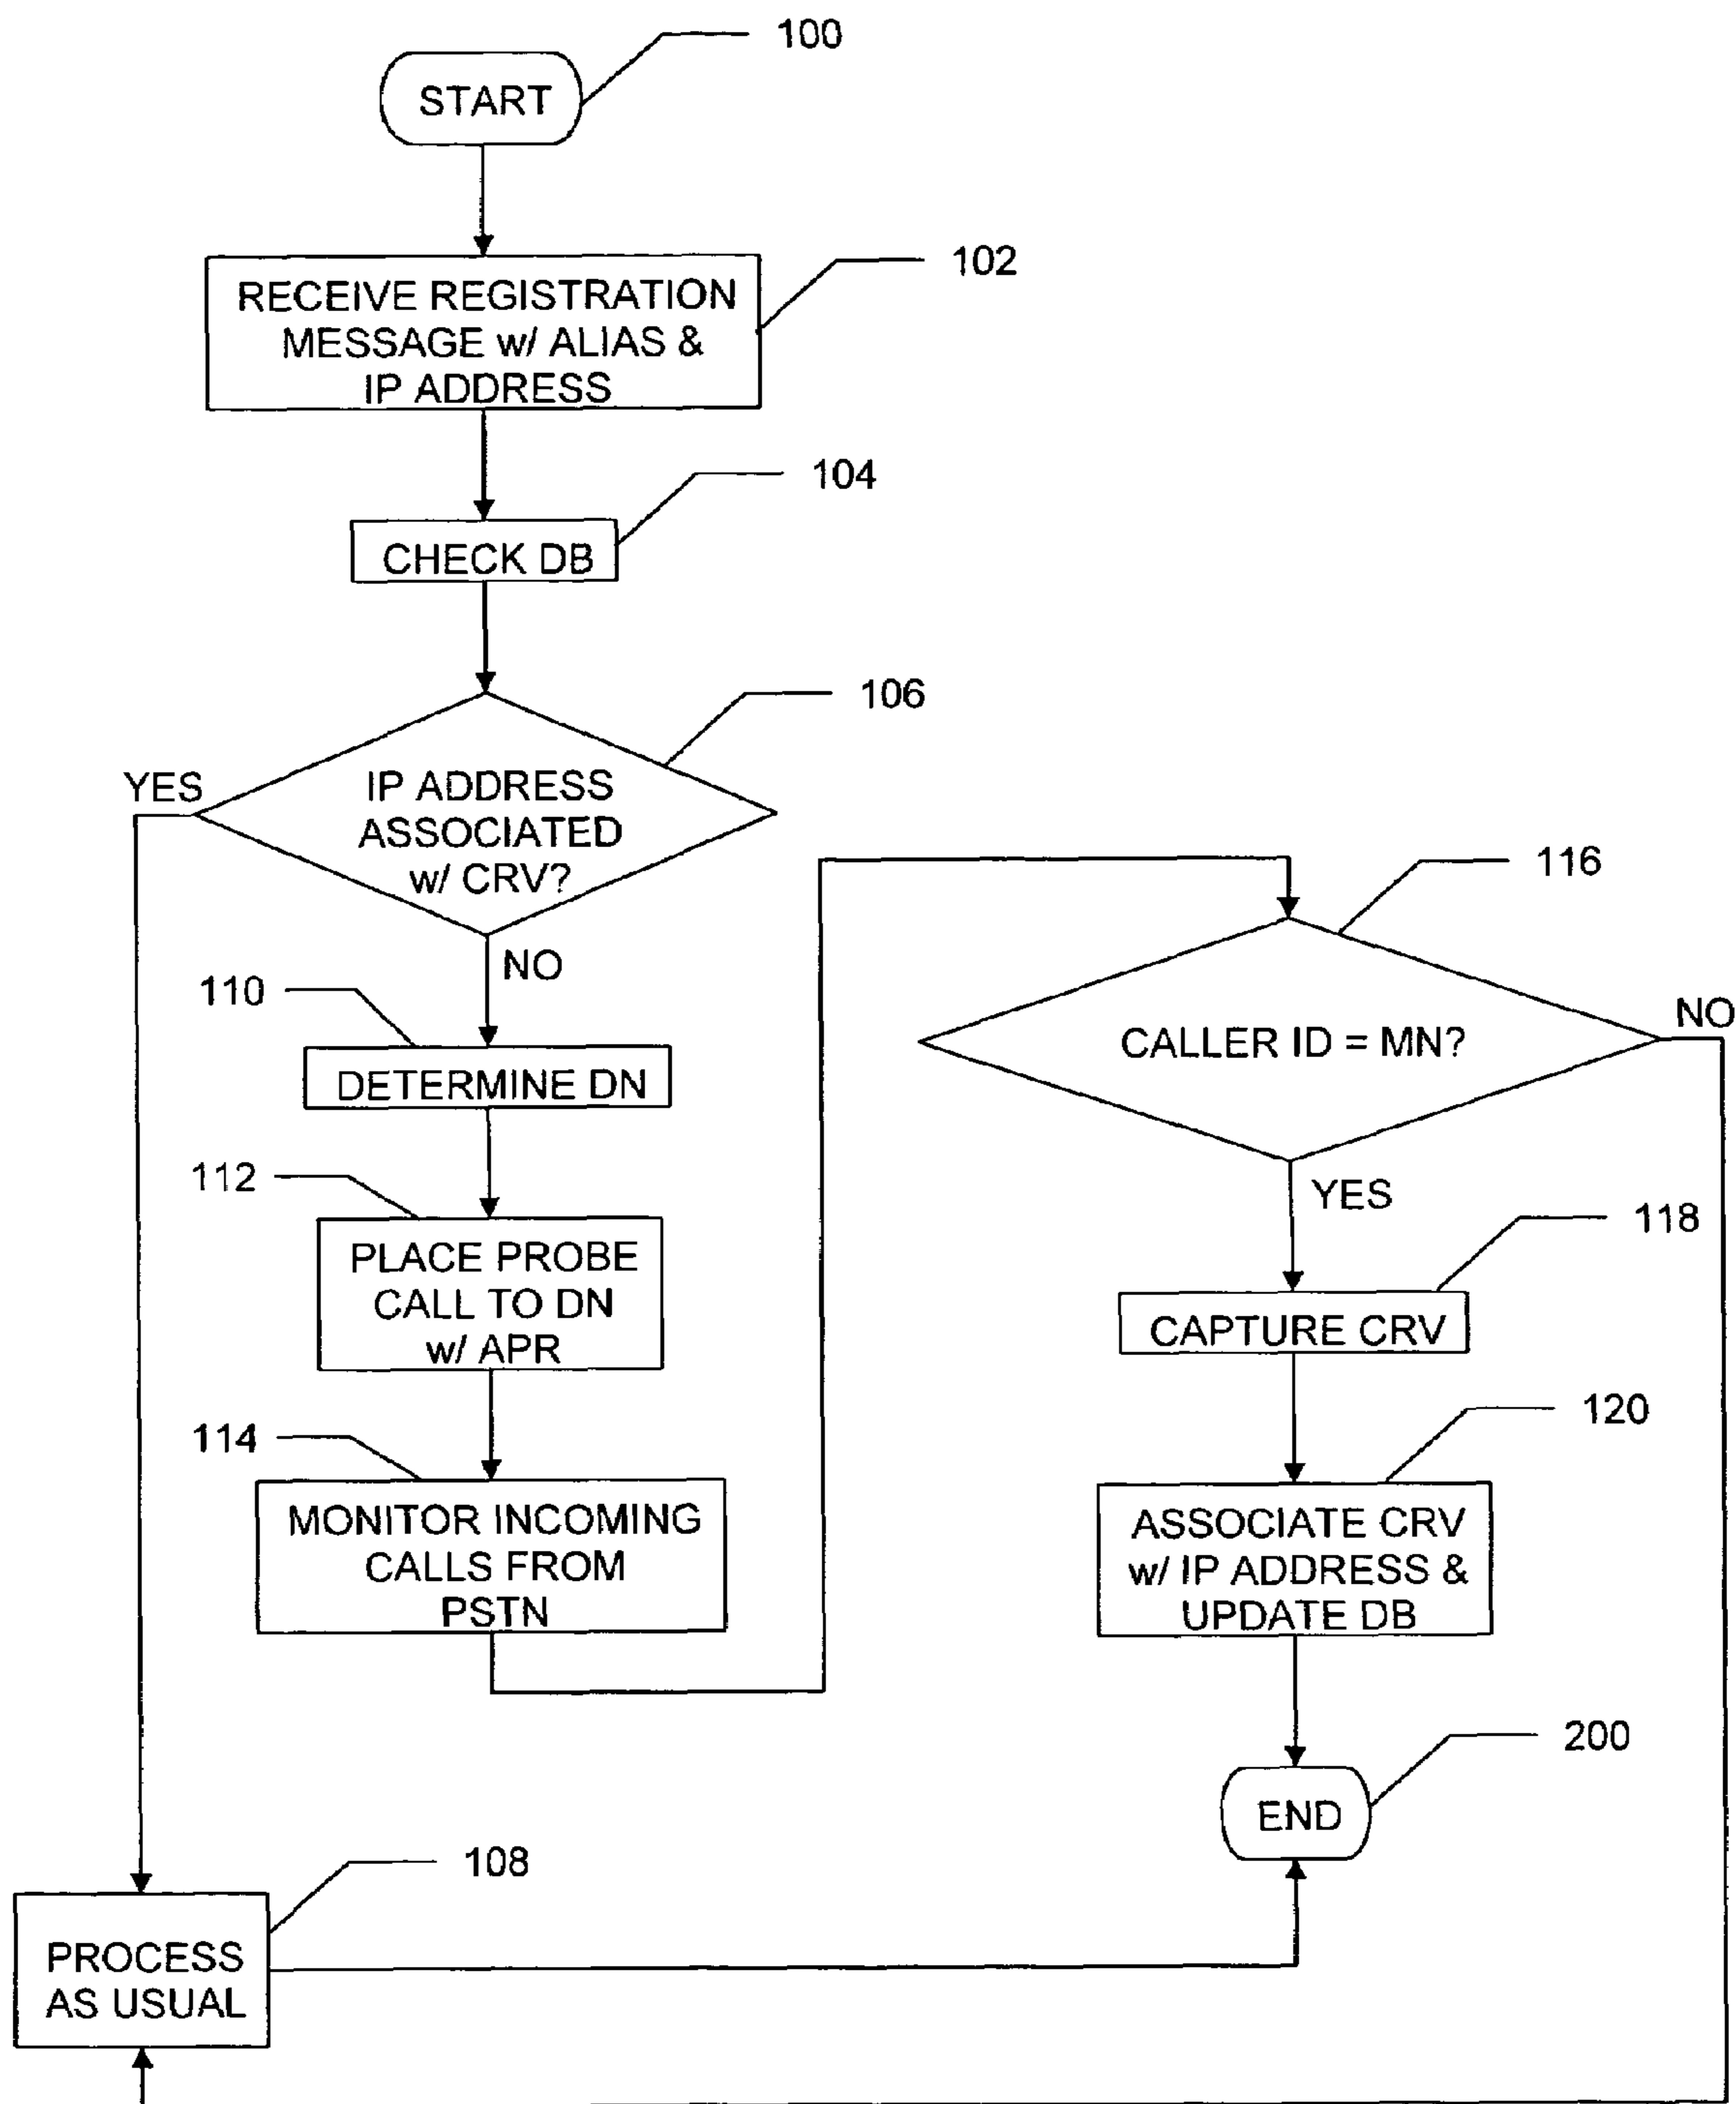 100
START
102
RECEIVE REGISTRATION
MESSAGE w/ ALIAS &
IP ADDRESS
104
CHECK DB
106
YES
IP ADDRESS
ASSOCIATED
w/ CRV?
NO
110
DETERMINE DN
112
PLACE PROBE
CALL TO DN
w/ APR
114
MONITOR INCOMING
CALLS FROM
PSTN
116
CALLER ID = MN?
NO
YES
118
CAPTURE CRV
120
ASSOCIATE CRV
w/ IP ADDRESS &
UPDATE DB
200
END
108
PROCESS
AS USUAL